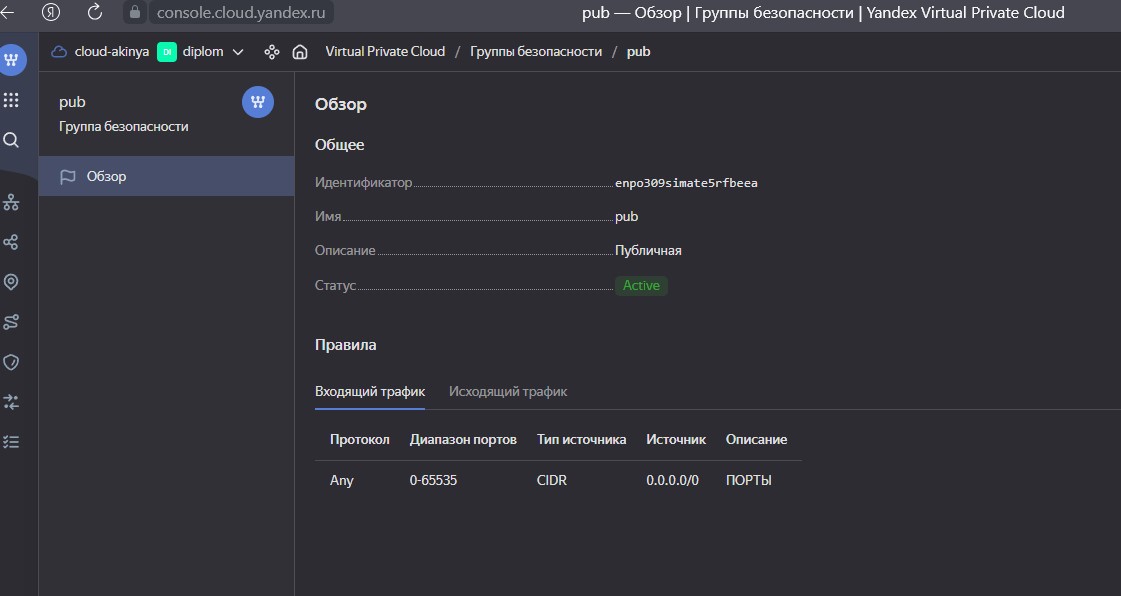 console.cloud.yandex.ru pub — Обзор | Группы безопасности | Yandex Virtual Private Cloud
cloud-akinya DI diplom Virtual Private Cloud / Группы безопасности / pub
pub
Группа безопасности
Обзор
Обзор
Общее
Идентификатор enpo309simate5rfbeea
Имя pub
Описание Публичная
Статус Active
Правила
Входящий трафик Исходящий трафик
Протокол Диапазон портов Тип источника Источник Описание
Any 0-65535 CIDR 0.0.0.0/0 ПОРТЫ